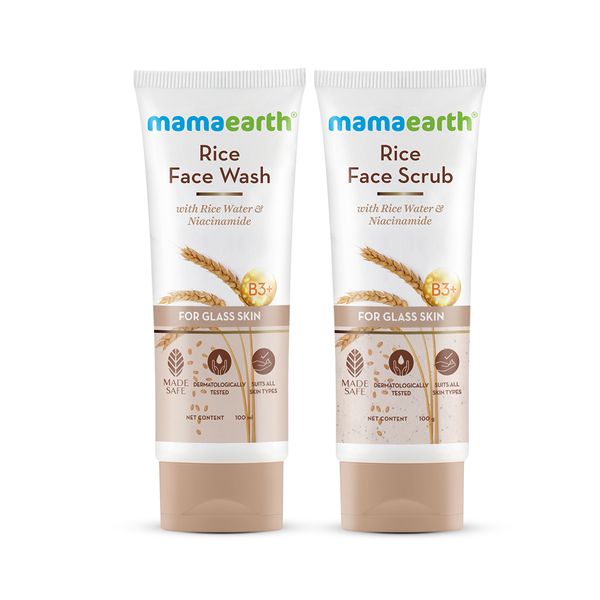 mamaearth®
Rice
Face Wash
with Rice Water &
Niacinamide
B3+
FOR GLASS SKIN
MADE
SAFE
DERMATOLOGICALLY
TESTED
SUITS ALL
SKIN TYPES
NET CONTENT 100 ml
mamaearth®
Rice
Face Scrub
with Rice Water &
Niacinamide
B3+
FOR GLASS SKIN
MADE
SAFE
DERMATOLOGICALLY
TESTED
SUITS ALL
SKIN TYPES
NET CONTENT 100 g